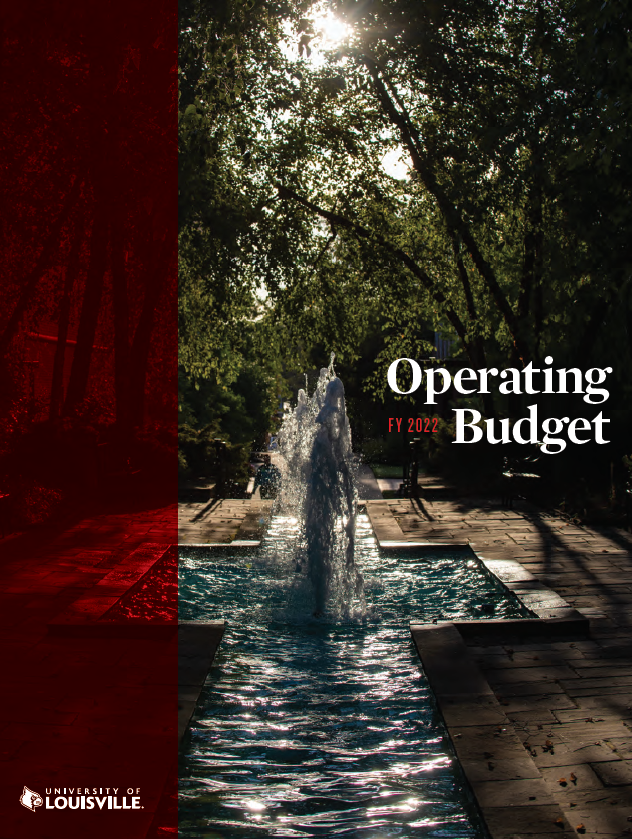 Operating
FY 2022 Budget
UNIVERSITY OF
LOUISVILLE.